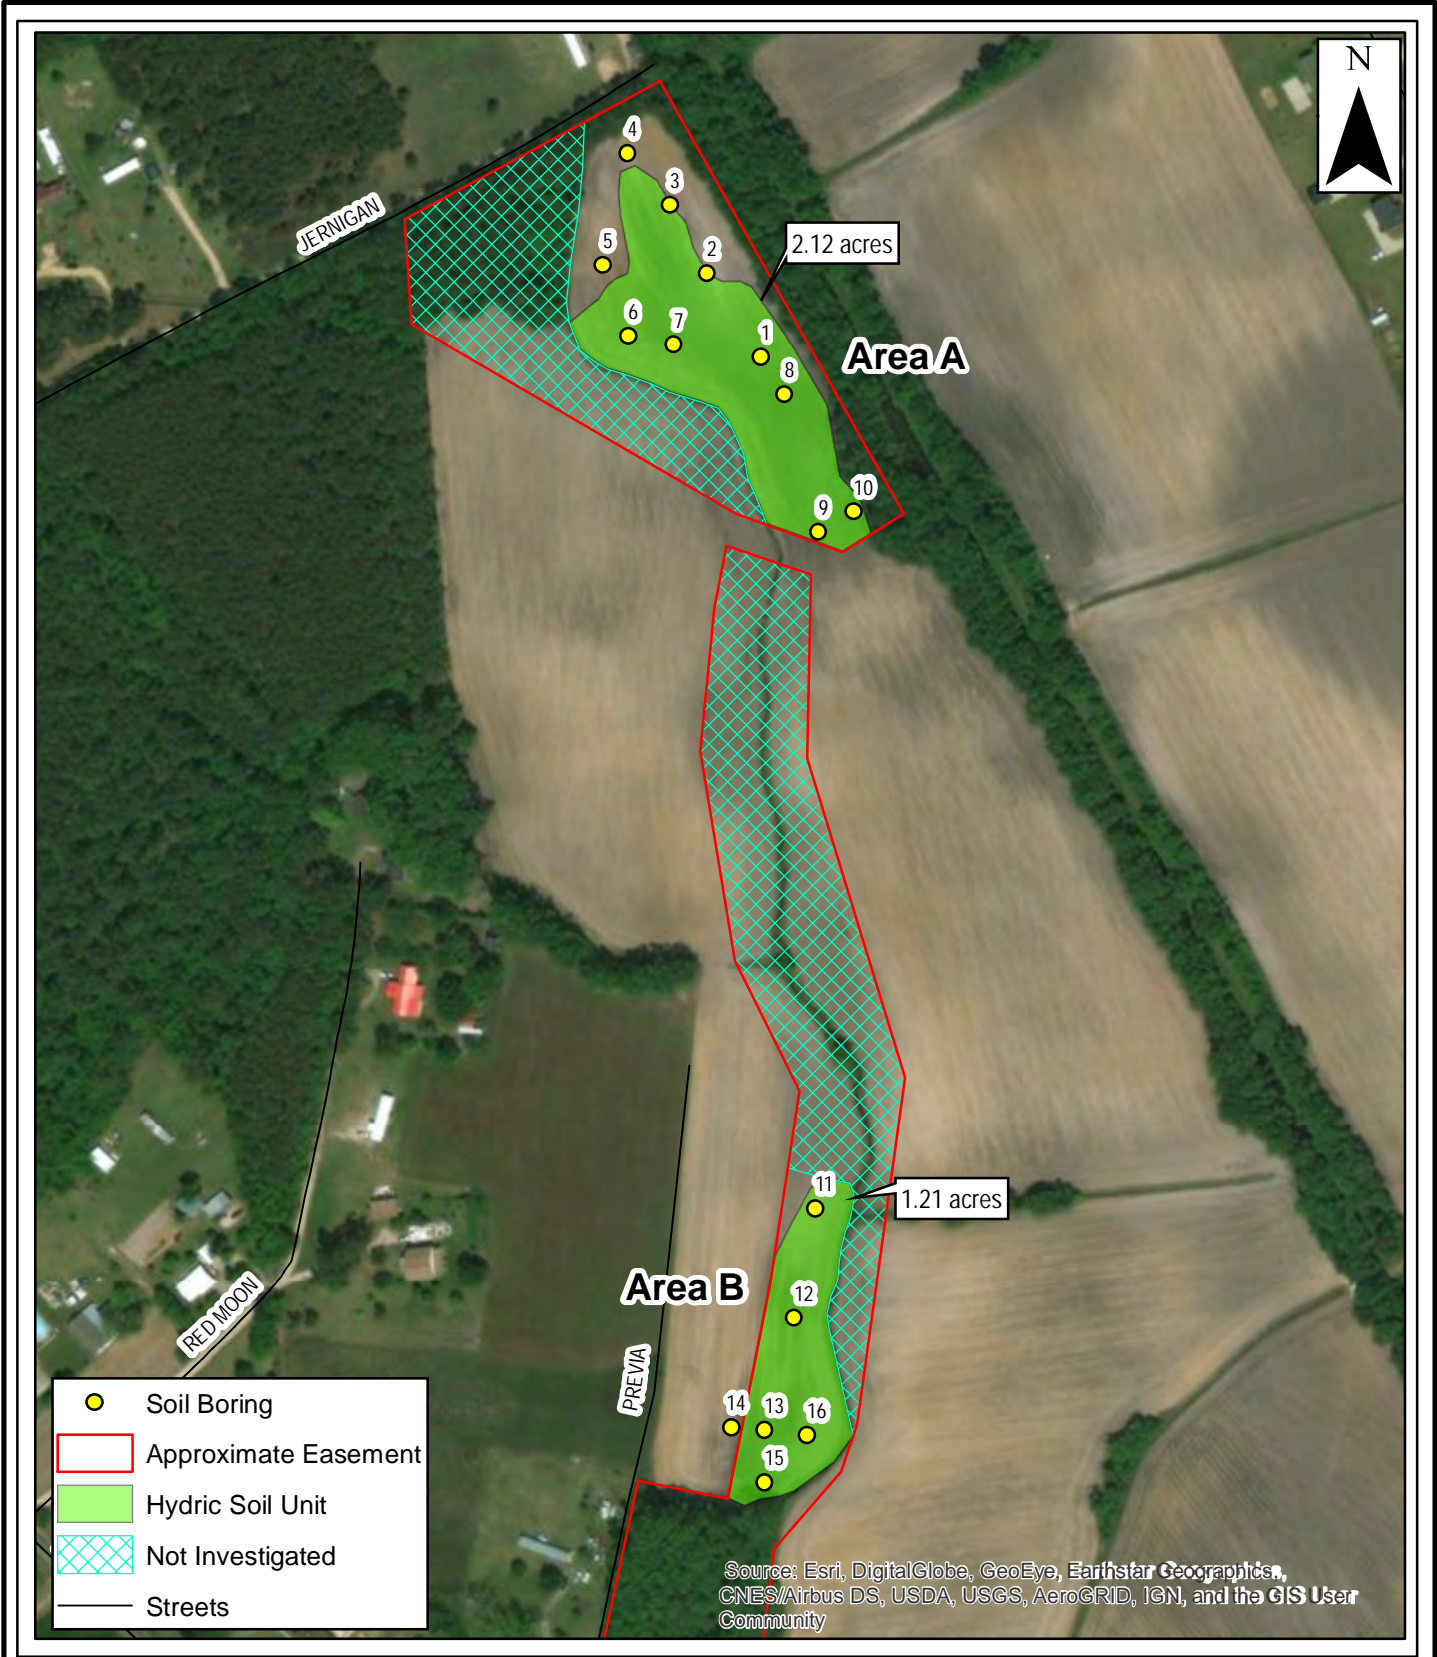 N
4
3
JERNIGAN
2.12 acres
5
2
6
7
1
Area A
8
10
9
11
1.21 acres
Area B
12
RED MOON
PREVIA
14
13
16
15
Soil Boring
Approximate Easement
Hydric Soil Unit
Not Investigated
Streets
Source: Esri, DigitalGlobe, GeoEye, Earthstar Geographics,
CNES/Airbus DS, USDA, USGS, AeroGRID, IGN, and the GIS User
Community